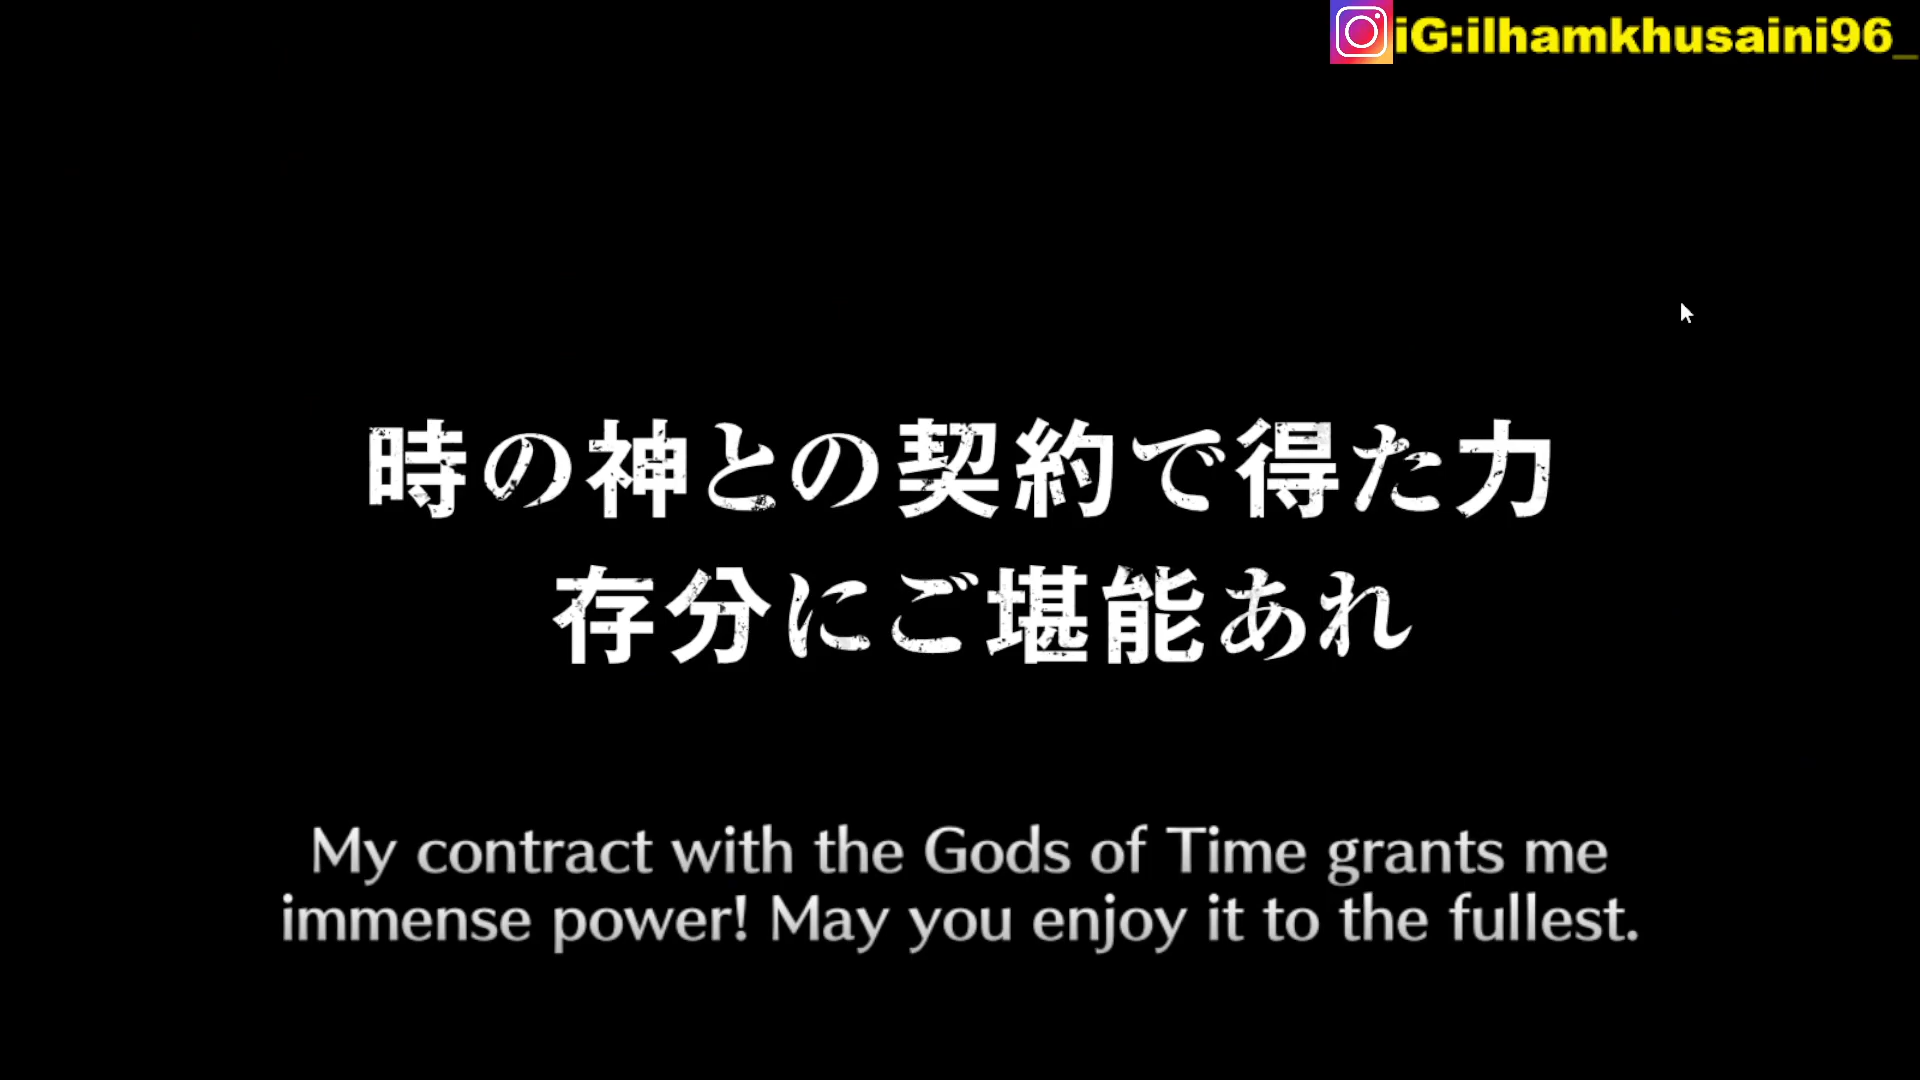 iG:ilhamkhusaini96_
時の神との契約で得た力
存分にご堪能あれ
My contract with the Gods of Time grants me
immense power! May you enjoy it to the fullest.